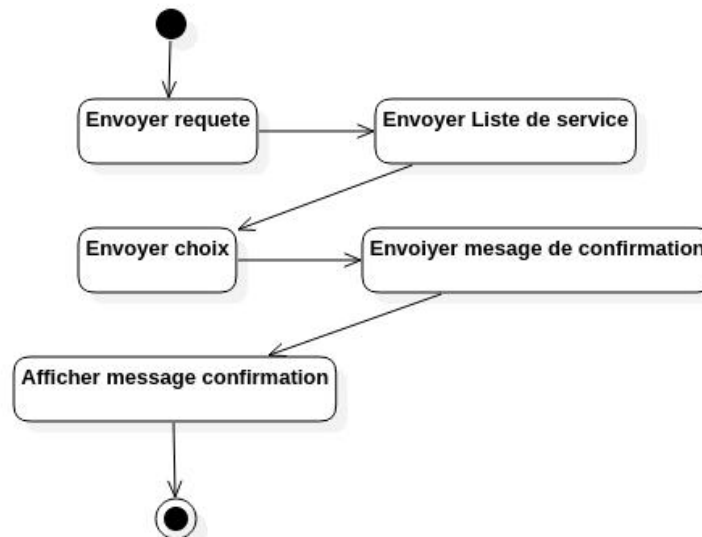 Envoyer requete
Envoyer Liste de service
Envoyer choix
Envoiyer mesage de confirmation
Afficher message confirmation